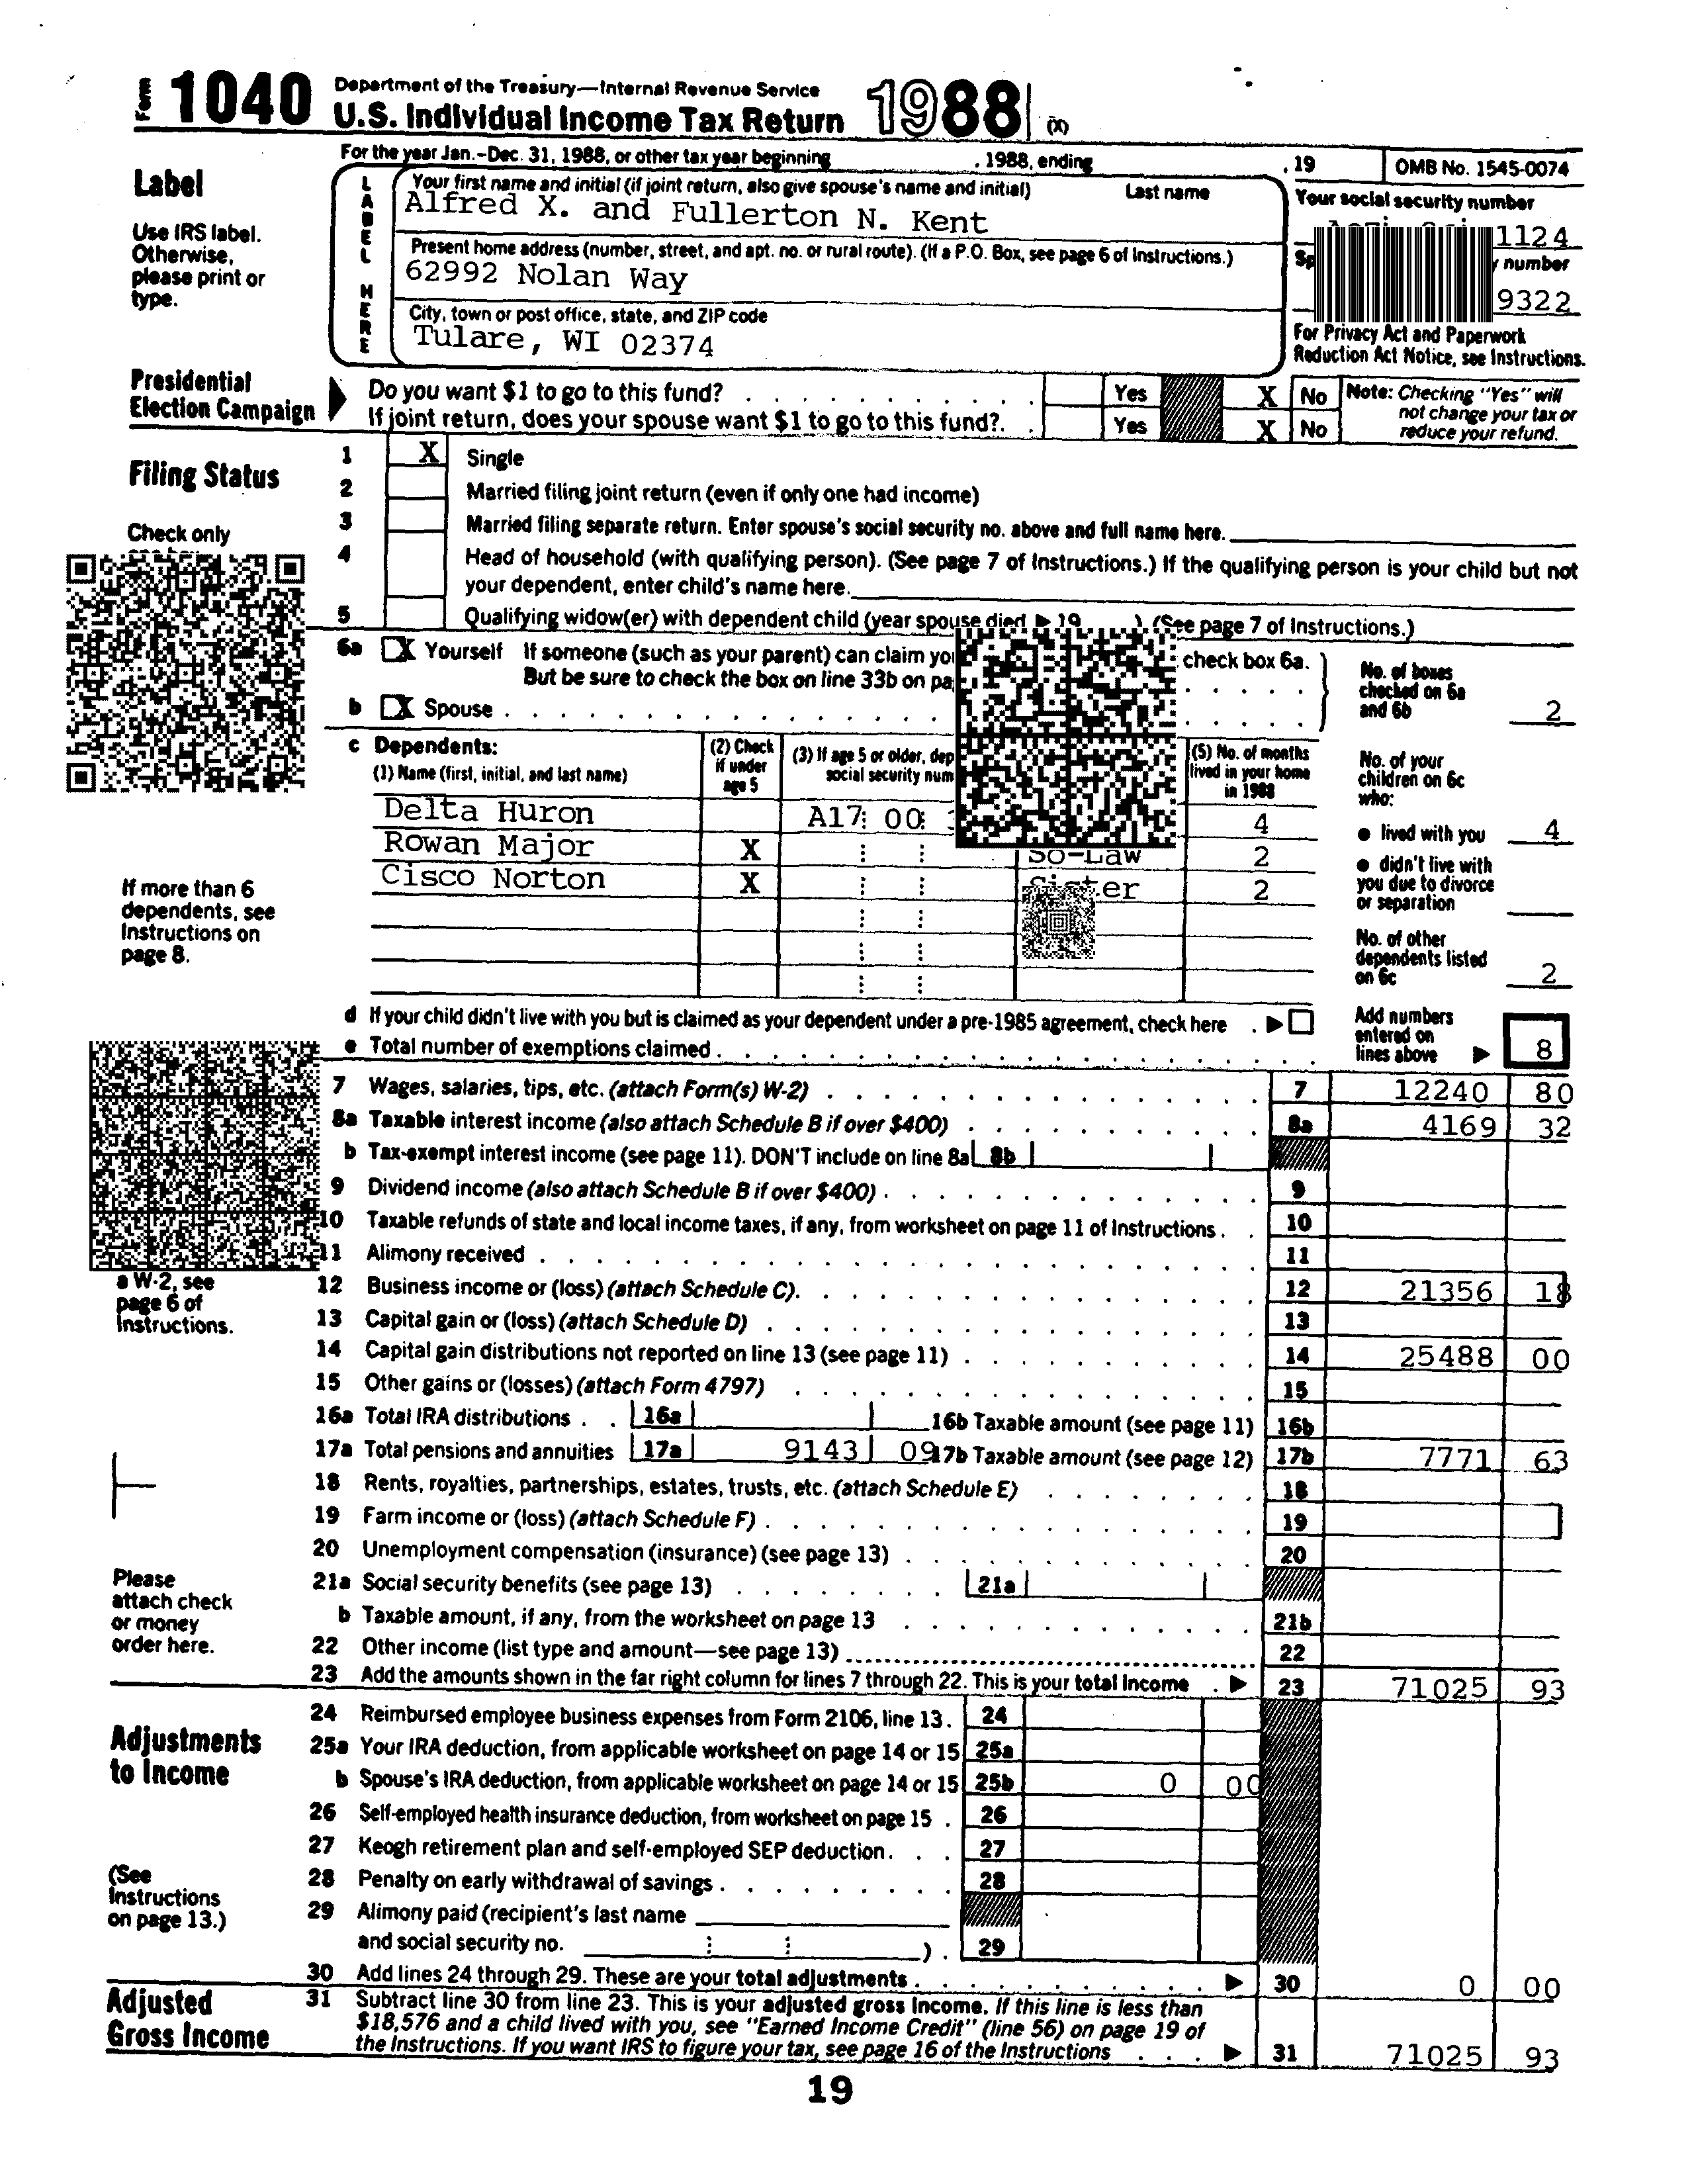 Form 1040 Department of the Treasury—Internal Revenue Service
U.S. Individual Income Tax Return 1988 (X)
For the year Jan.-Dec. 31, 1988, or other tax year beginning , 1988, ending , 19 OMB No. 1545-0074
Label
Use IRS label.
Otherwise,
please print or
type.
LABEL HERE
Your first name and initial (if joint return, also give spouse's name and initial) Last name
Alfred X. and Fullerton N. Kent
Present home address (number, street, and apt. no. or rural route). (If a P.O. Box, see page 6 of Instructions.)
62992 Nolan Way
City, town or post office, state, and ZIP code
Tulare, WI 02374
Your social security number
1124
number
9322
For Privacy Act and Paperwork
Reduction Act Notice, see Instructions.
Presidential
Election Campaign
Do you want $1 to go to this fund? Yes X No
If joint return, does your spouse want $1 to go to this fund? Yes X No
Note: Checking "Yes" will
not change your tax or
reduce your refund.
Filing Status
Check only
1 X Single
2 Married filing joint return (even if only one had income)
3 Married filing separate return. Enter spouse's social security no. above and full name here.
4 Head of household (with qualifying person). (See page 7 of Instructions.) If the qualifying person is your child but not
your dependent, enter child's name here.
5 Qualifying widow(er) with dependent child (year spouse died ▶ 19 ) (See page 7 of Instructions.)
6a X Yourself If someone (such as your parent) can claim check box 6a.
But be sure to check the box on line 33b on
b X Spouse
No. of boxes
checked on 6a
and 6b 2
c Dependents:
(1) Name (first, initial, and last name)
(2) Check
if under
age 5
(3) If age 5 or older,
social security
(5) No. of months
lived in your home
in 1988
Delta Huron A17 00 4
Rowan Major X So-Law 2
Cisco Norton X 2
If more than 6
dependents, see
Instructions on
page 8.
No. of your
children on 6c
who:
● lived with you 4
● didn't live with
you due to divorce
or separation
No. of other
dependents listed
on 6c 2
d If your child didn't live with you but is claimed as your dependent under a pre-1985 agreement, check here ▶
e Total number of exemptions claimed
Add numbers
entered on
lines above ▶ 8
a W-2, see
page 6 of
Instructions.
7 Wages, salaries, tips, etc. (attach Form(s) W-2) 7 12240 80
8a Taxable interest income (also attach Schedule B if over $400) 8a 4169 32
b Tax-exempt interest income (see page 11). DON'T include on line 8a 8b
9 Dividend income (also attach Schedule B if over $400) 9
10 Taxable refunds of state and local income taxes, if any, from worksheet on page 11 of Instructions 10
11 Alimony received 11
12 Business income or (loss) (attach Schedule C) 12 21356 18
13 Capital gain or (loss) (attach Schedule D) 13
14 Capital gain distributions not reported on line 13 (see page 11) 14 25488 00
15 Other gains or (losses) (attach Form 4797) 15
16a Total IRA distributions 16a 16b Taxable amount (see page 11) 16b
17a Total pensions and annuities 17a 9143 09 17b Taxable amount (see page 12) 17b 7771 63
18 Rents, royalties, partnerships, estates, trusts, etc. (attach Schedule E) 18
19 Farm income or (loss) (attach Schedule F) 19
20 Unemployment compensation (insurance) (see page 13) 20
21a Social security benefits (see page 13) 21a
b Taxable amount, if any, from the worksheet on page 13 21b
22 Other income (list type and amount—see page 13) 22
23 Add the amounts shown in the far right column for lines 7 through 22. This is your total income ▶ 23 71025 93
Please
attach check
or money
order here.
Adjustments
to Income
(See
Instructions
on page 13.)
24 Reimbursed employee business expenses from Form 2106, line 13. 24
25a Your IRA deduction, from applicable worksheet on page 14 or 15 25a
b Spouse's IRA deduction, from applicable worksheet on page 14 or 15 25b 0 00
26 Self-employed health insurance deduction, from worksheet on page 15 26
27 Keogh retirement plan and self-employed SEP deduction 27
28 Penalty on early withdrawal of savings 28
29 Alimony paid (recipient's last name
and social security no. ) 29
30 Add lines 24 through 29. These are your total adjustments ▶ 30 0 00
Adjusted
Gross Income
31 Subtract line 30 from line 23. This is your adjusted gross income. If this line is less than
$18,576 and a child lived with you, see "Earned Income Credit" (line 56) on page 19 of
the Instructions. If you want IRS to figure your tax, see page 16 of the Instructions ▶ 31 71025 93
19